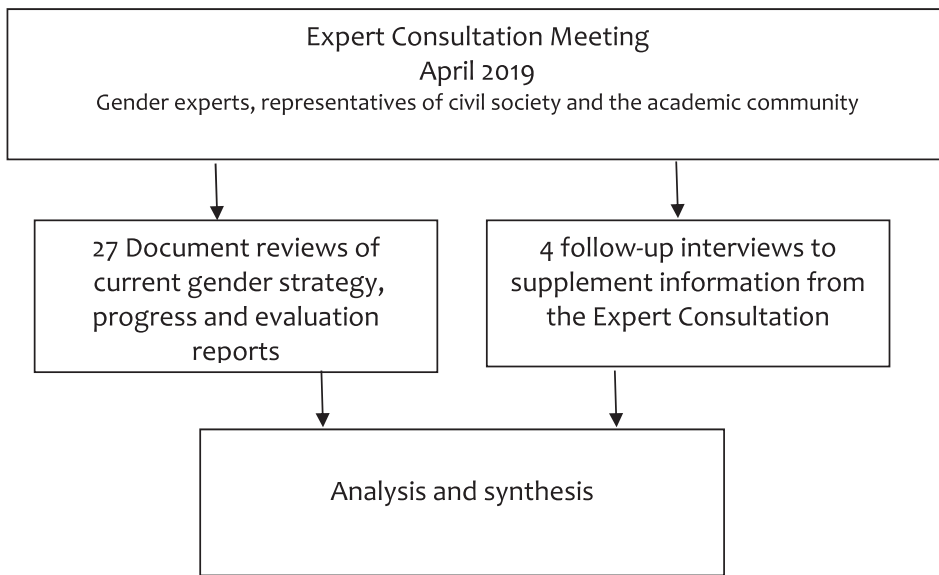 Expert Consultation Meeting
April 2019
Gender experts, representatives of civil society and the academic community
27 Document reviews of
current gender strategy,
progress and evaluation
reports
4 follow-up interviews to
supplement information from
the Expert Consultation
Analysis and synthesis